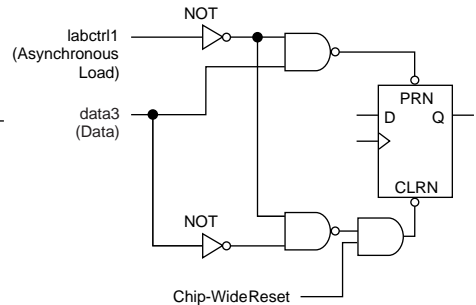 NOT
labctrl1
(Asynchronous
Load)
PRN
data3
(Data)
D Q
CLRN
NOT
Chip-WideReset